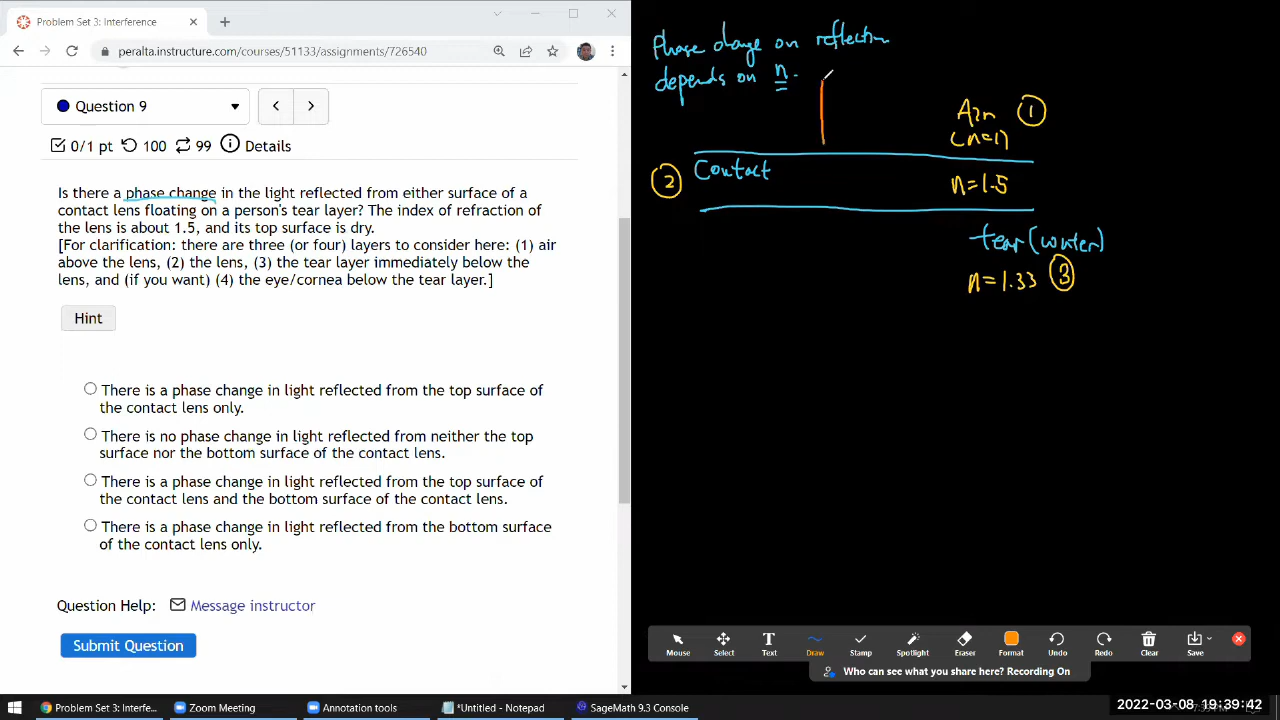 Problem Set 3: Interference
peralta.instructure.com/courses/51133/assignments/726540
Question 9
0/1 pt 100 99 Details
Is there a phase change in the light reflected from either surface of a
contact lens floating on a person's tear layer? The index of refraction of
the lens is about 1.5, and its top surface is dry.
[For clarification: there are three (or four) layers to consider here: (1) air
above the lens, (2) the lens, (3) the tear layer immediately below the
lens, and (if you want) (4) the eye/cornea below the tear layer.]
Hint
There is a phase change in light reflected from the top surface of
the contact lens only.
There is no phase change in light reflected from neither the top
surface nor the bottom surface of the contact lens.
There is a phase change in light reflected from the top surface of
the contact lens and the bottom surface of the contact lens.
There is a phase change in light reflected from the bottom surface
of the contact lens only.
Question Help: Message instructor
Submit Question
Phase change on reflection
depends on n.
Air 1
(n=1)
2 Contact n=1.5
tear (water)
n=1.33 3
Mouse Select Text Draw Stamp Spotlight Eraser Format Undo Redo Clear Save
Who can see what you share here? Recording On
Problem Set 3: Interfe... Zoom Meeting Annotation tools *Untitled - Notepad SageMath 9.3 Console
2022-03-08 19:39:42